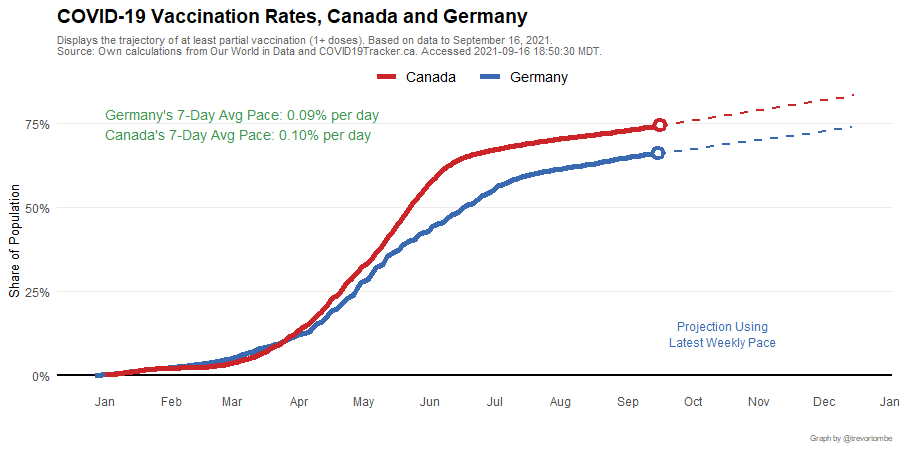 COVID-19 Vaccination Rates, Canada and Germany
Displays the trajectory of at least partial vaccination (1+ doses). Based on data to September 16, 2021.
Source: Own calculations from Our World in Data and COVID19Tracker.ca. Accessed 2021-09-16 18:50:30 MDT.
Canada Germany
Germany's 7-Day Avg Pace: 0.09% per day
Canada's 7-Day Avg Pace: 0.10% per day
75%
50%
25%
0%
Share of Population
Projection Using
Latest Weekly Pace
Jan Feb Mar Apr May Jun Jul Aug Sep Oct Nov Dec Jan
Graph by @trevortombe